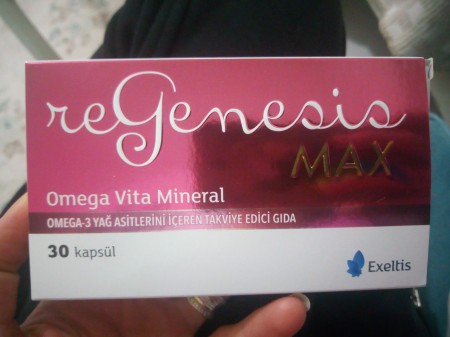 reGenesis
MAX
Omega Vita Mineral
OMEGA-3 YAĞ ASİTLERİNİ İÇEREN TAKVİYE EDİCİ GIDA
30 kapsül
Exeltis